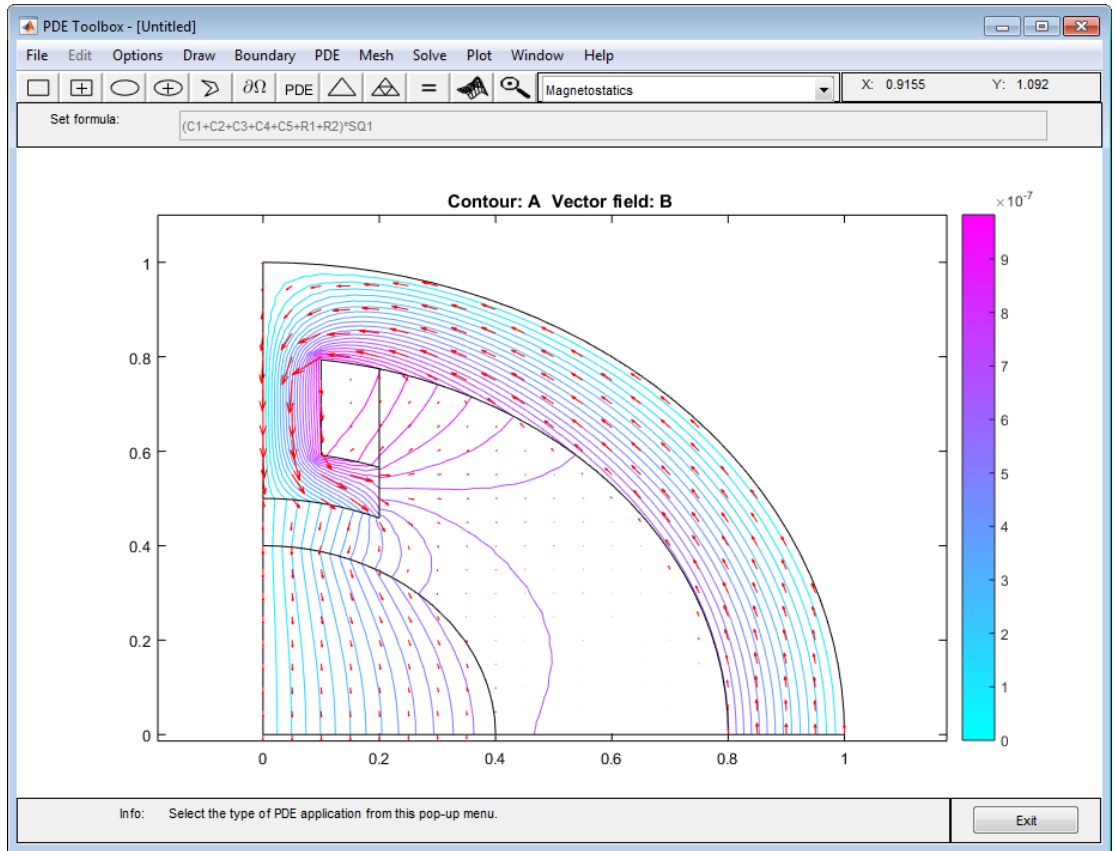 PDE Toolbox - [Untitled]
File Edit Options Draw Boundary PDE Mesh Solve Plot Window Help
∂Ω PDE = Magnetostatics X: 0.9155 Y: 1.092
Set formula: (C1+C2+C3+C4+C5+R1+R2)*SQ1
Contour: A Vector field: B
× 10⁻⁷
9
8
7
6
5
4
3
2
1
0
1
0.8
0.6
0.4
0.2
0
0 0.2 0.4 0.6 0.8 1
Info: Select the type of PDE application from this pop-up menu.
Exit